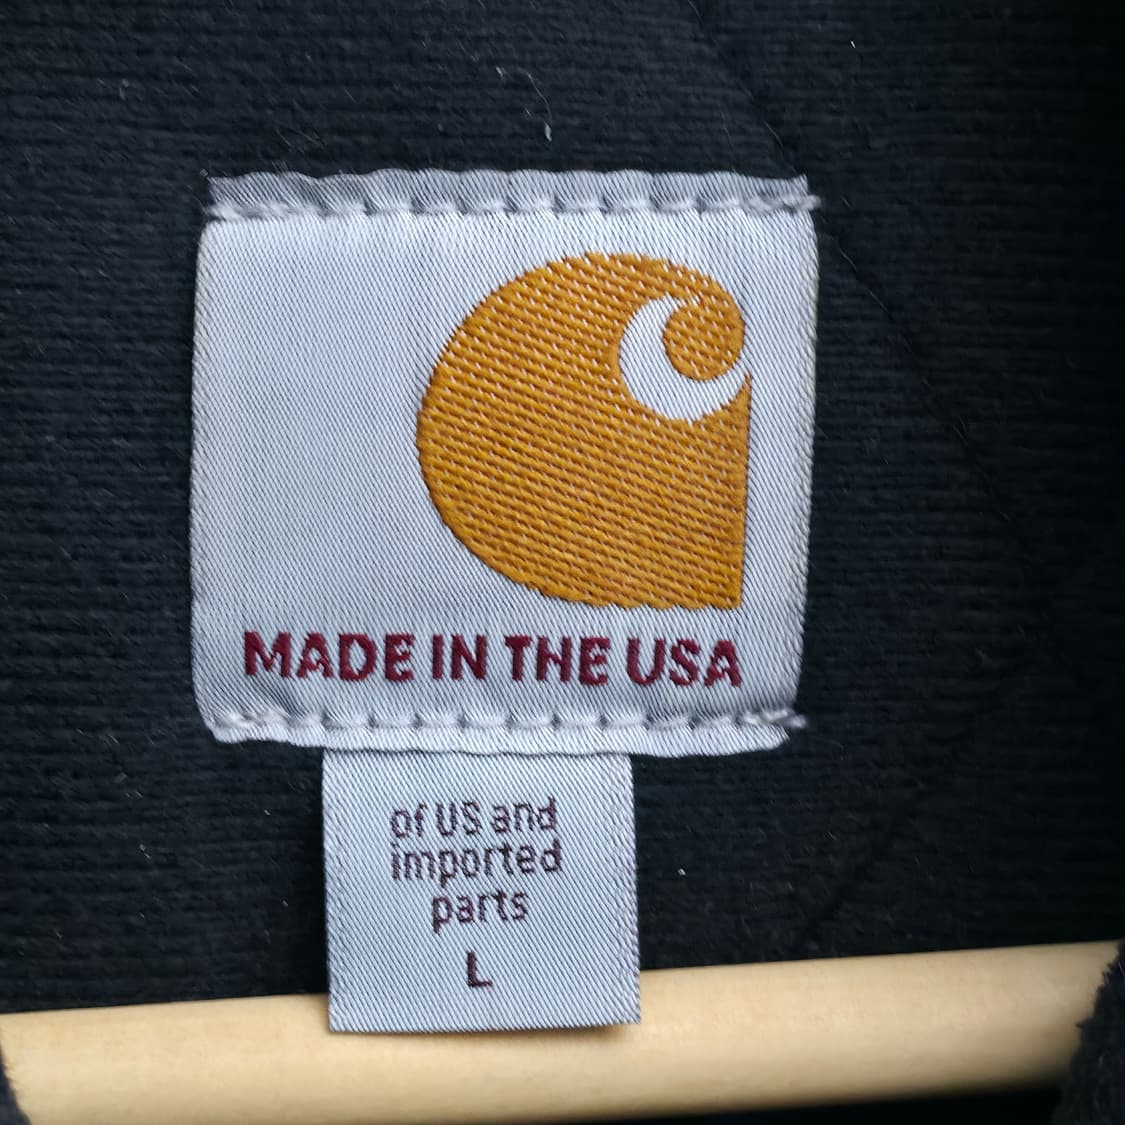 MADE IN THE USA
of US and
imported
parts
L